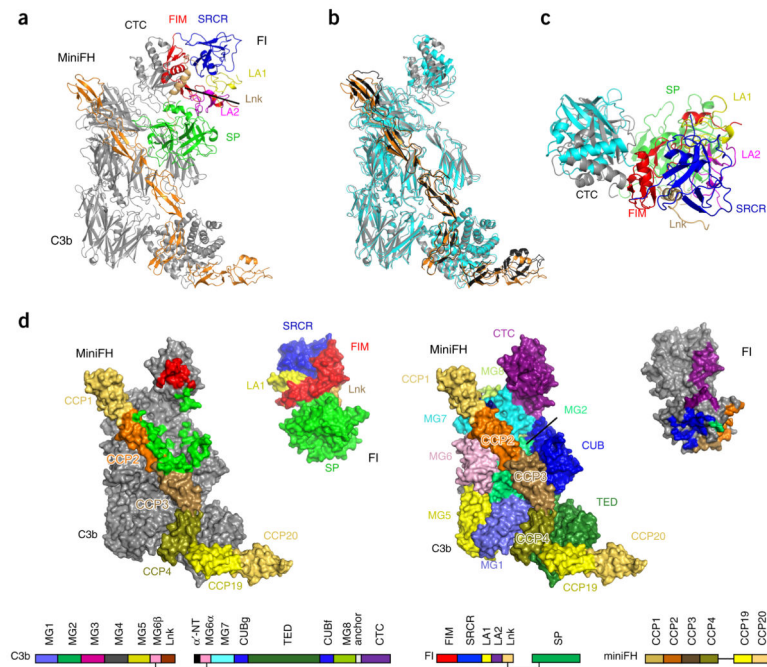 a
CTC
FIM
SRCR
FI
MiniFH
LA1
Lnk
LA2
SP
C3b
b
c
SP
LA1
LA2
CTC
FIM
Lnk
SRCR
d
MiniFH
CCP1
CCP2
CCP3
C3b
CCP4
CCP19
CCP20
SRCR
FIM
LA1
Lnk
SP
FI
CTC
MiniFH
MG8
CCP1
MG7
MG2
CCP2
CUB
MG6
CCP3
MG5
TED
C3b
MG1
CCP4
CCP20
CCP19
FI
C3b
MG1
MG2
MG3
MG4
MG5
MG6β
Lnk
α'-NT
MG6α
MG7
CUBg
TED
CUBf
MG8
anchor
CTC
FI
FIM
SRCR
LA1
LA2
Lnk
SP
miniFH
CCP1
CCP2
CCP3
CCP4
CCP19
CCP20